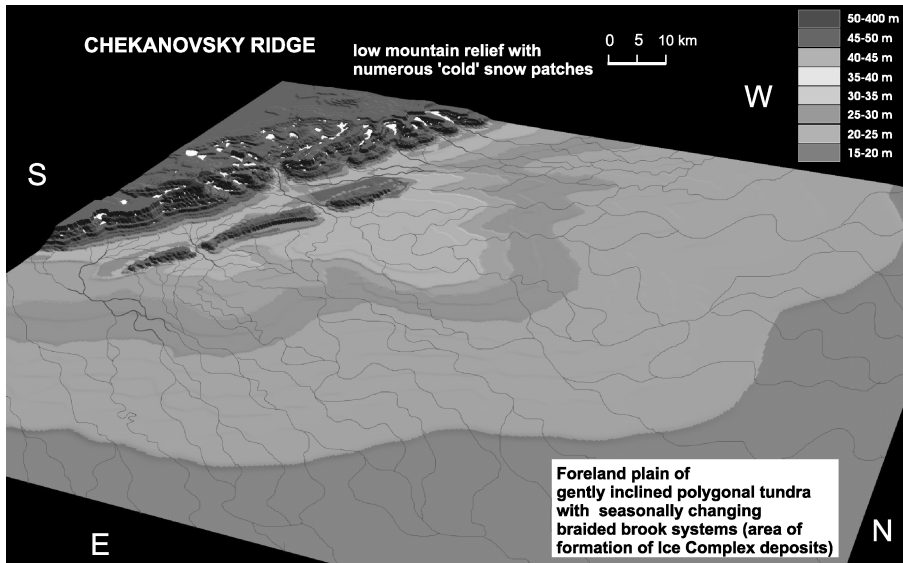 CHEKANOVSKY RIDGE
low mountain relief with
numerous 'cold' snow patches
0 5 10 km
W
50-400 m
45-50 m
40-45 m
35-40 m
30-35 m
25-30 m
20-25 m
15-20 m
S
Foreland plain of
gently inclined polygonal tundra
with seasonally changing
braided brook systems (area of
formation of Ice Complex deposits)
N
E